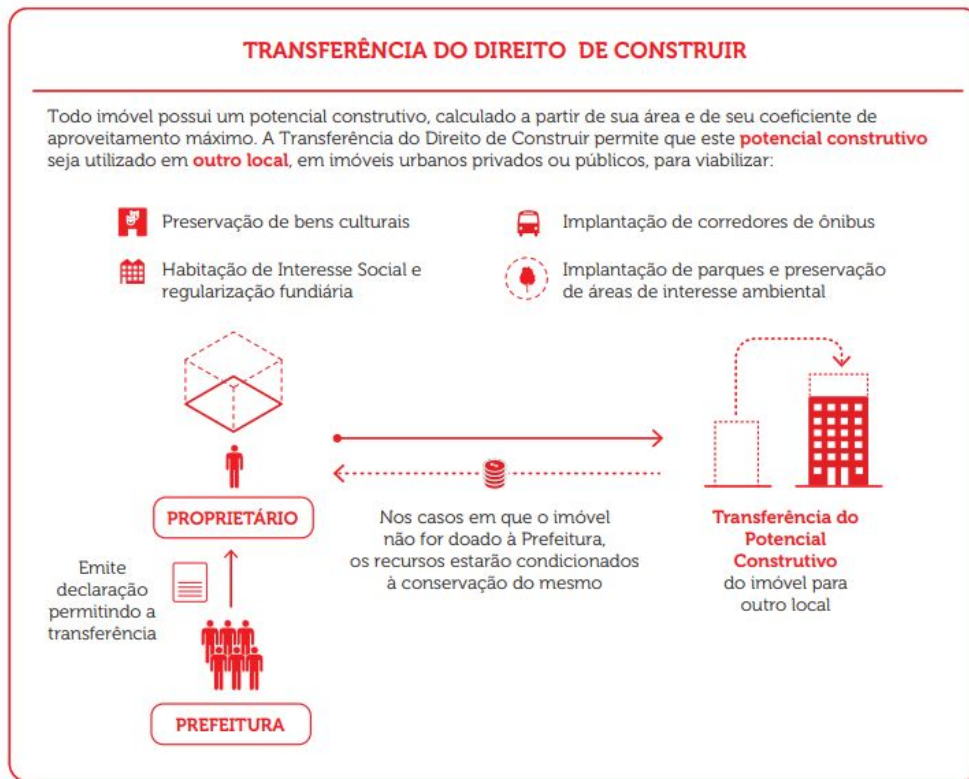 TRANSFERÊNCIA DO DIREITO DE CONSTRUIR
Todo imóvel possui um potencial construtivo, calculado a partir de sua área e de seu coeficiente de
aproveitamento máximo. A Transferência do Direito de Construir permite que este potencial construtivo
seja utilizado em outro local, em imóveis urbanos privados ou públicos, para viabilizar:
Preservação de bens culturais
Implantação de corredores de ônibus
Habitação de Interesse Social e
regularização fundiária
Implantação de parques e preservação
de áreas de interesse ambiental
PROPRIETÁRIO
Nos casos em que o imóvel
não for doado à Prefeitura,
os recursos estarão condicionados
à conservação do mesmo
Transferência do
Potencial
Construtivo
do imóvel para
outro local
Emite
declaração
permitindo a
transferência
PREFEITURA